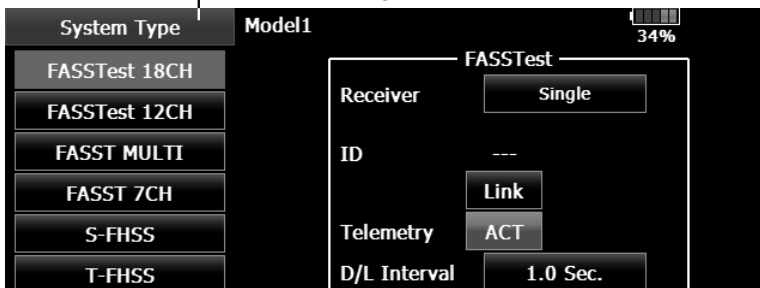 System Type Model1 34%
FASSTest 18CH
FASSTest 12CH
FASST MULTI
FASST 7CH
S-FHSS
T-FHSS
FASSTest
Receiver Single
ID ---
Link
Telemetry ACT
D/L Interval 1.0 Sec.